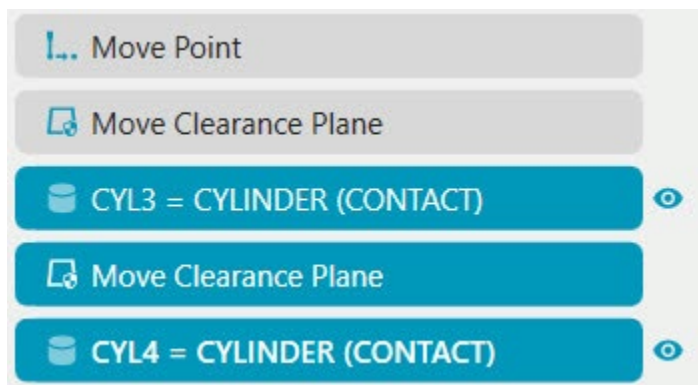 Move Point
Move Clearance Plane
CYL3 = CYLINDER (CONTACT)
Move Clearance Plane
CYL4 = CYLINDER (CONTACT)